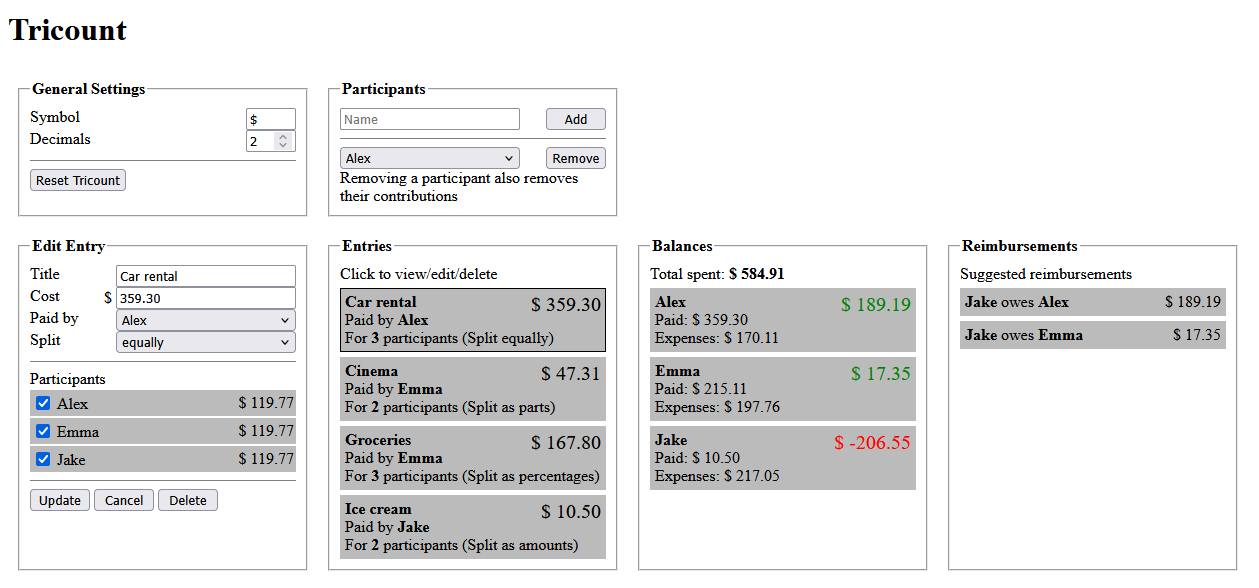 Tricount
General Settings
Symbol $
Decimals 2
Reset Tricount
Participants
Name Add
Alex Remove
Removing a participant also removes
their contributions
Edit Entry
Title Car rental
Cost $ 359.30
Paid by Alex
Split equally
Participants
Alex $ 119.77
Emma $ 119.77
Jake $ 119.77
Update Cancel Delete
Entries
Click to view/edit/delete
Car rental $ 359.30
Paid by Alex
For 3 participants (Split equally)
Cinema $ 47.31
Paid by Emma
For 2 participants (Split as parts)
Groceries $ 167.80
Paid by Emma
For 3 participants (Split as percentages)
Ice cream $ 10.50
Paid by Jake
For 2 participants (Split as amounts)
Balances
Total spent: $ 584.91
Alex $ 189.19
Paid: $ 359.30
Expenses: $ 170.11
Emma $ 17.35
Paid: $ 215.11
Expenses: $ 197.76
Jake $ -206.55
Paid: $ 10.50
Expenses: $ 217.05
Reimbursements
Suggested reimbursements
Jake owes Alex $ 189.19
Jake owes Emma $ 17.35